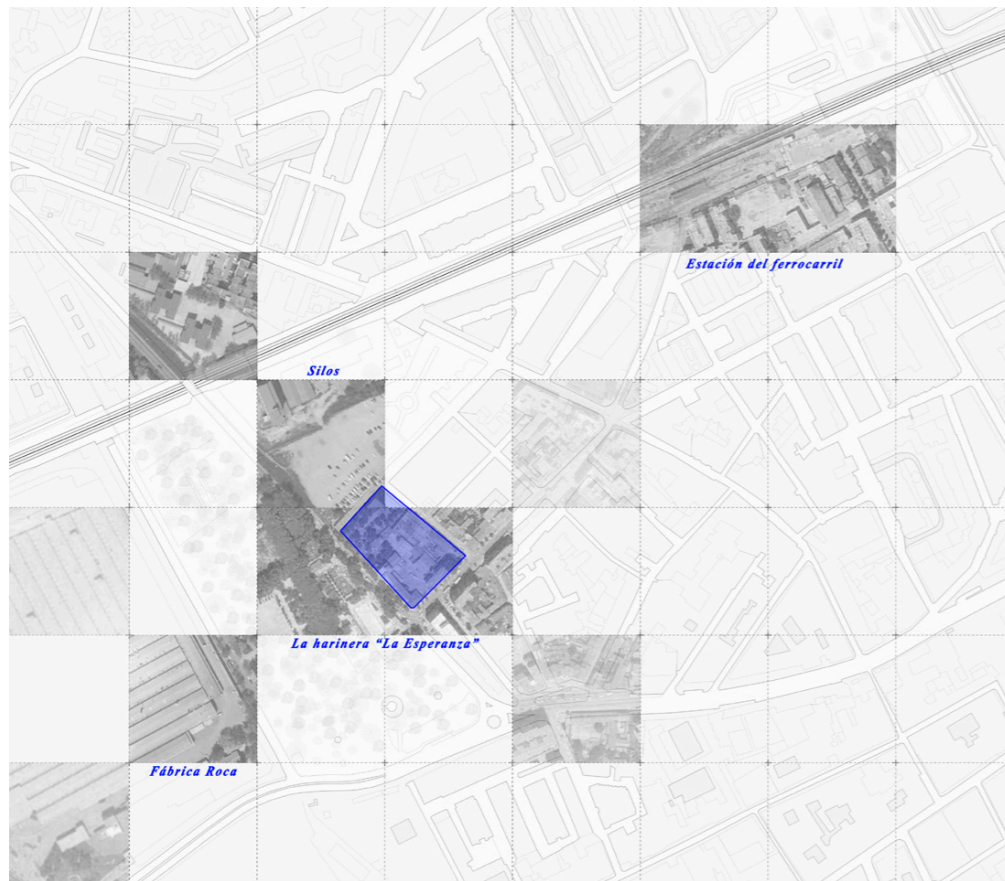 Estación del ferrocarril
Silos
La harinera “La Esperanza”
Fábrica Roca